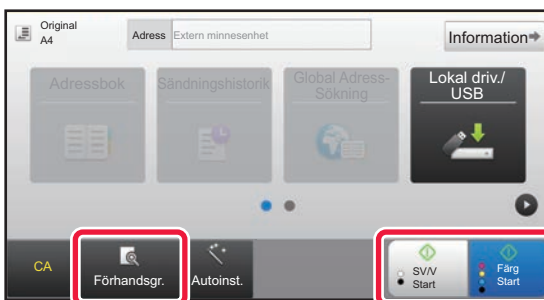 Original
A4
Adress Extern minnesenhet
Information
Adressbok
Sändningshistorik
Global Adress-
Sökning
Lokal driv./
USB
CA
Förhandsgr.
Autoinst.
SV/V
Start
Färg
Start